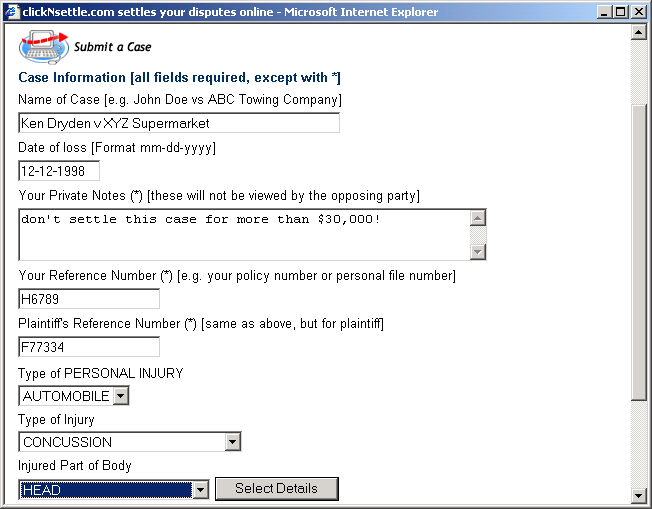 clickNsettle.com settles your disputes online - Microsoft Internet Explorer
Submit a Case
Case Information [all fields required, except with *]
Name of Case [e.g. John Doe vs ABC Towing Company]
Ken Dryden v XYZ Supermarket
Date of loss [Format mm-dd-yyyy]
12-12-1998
Your Private Notes (*) [these will not be viewed by the opposing party]
don't settle this case for more than $30,000!
Your Reference Number (*) [e.g. your policy number or personal file number]
H6789
Plaintiff's Reference Number (*) [same as above, but for plaintiff]
F77334
Type of PERSONAL INJURY
AUTOMOBILE
Type of Injury
CONCUSSION
Injured Part of Body
HEAD Select Details